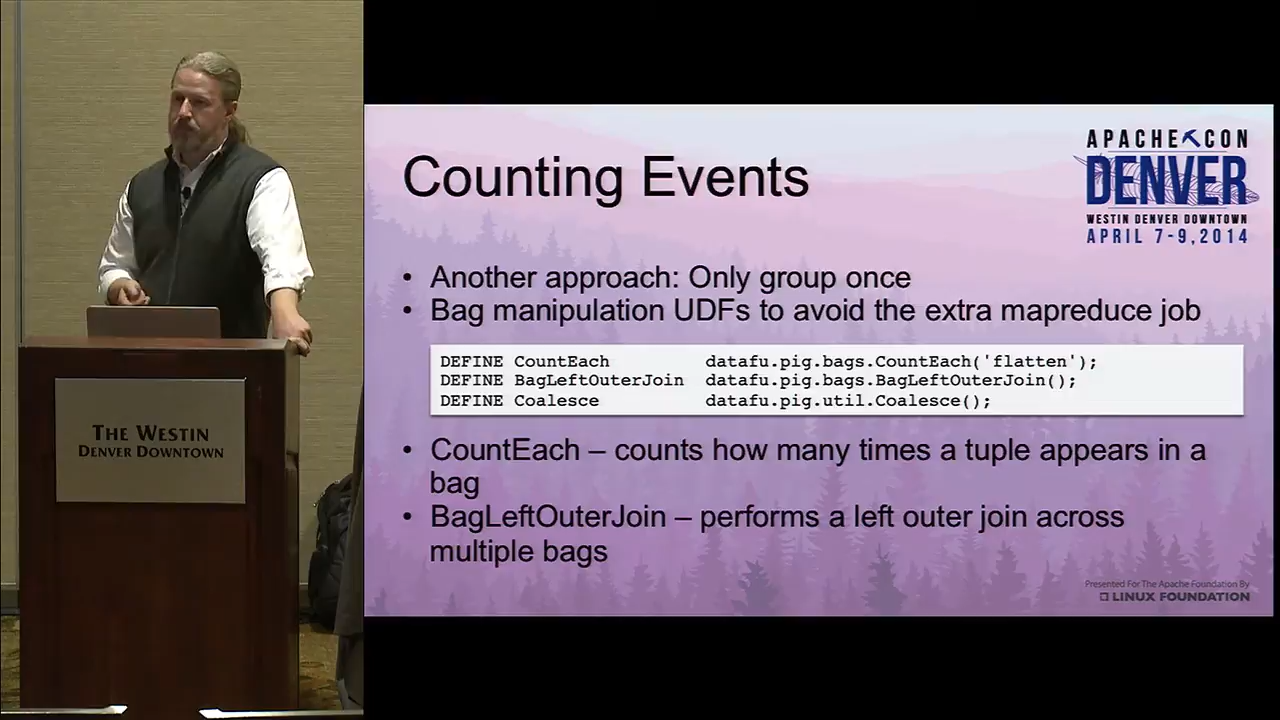 THE WESTIN
DENVER DOWNTOWN
APACHE CON
DENVER
WESTIN DENVER DOWNTOWN
APRIL 7-9, 2014
Counting Events
• Another approach: Only group once
• Bag manipulation UDFs to avoid the extra mapreduce job
DEFINE CountEach datafu.pig.bags.CountEach('flatten');
DEFINE BagLeftOuterJoin datafu.pig.bags.BagLeftOuterJoin();
DEFINE Coalesce datafu.pig.util.Coalesce();
• CountEach – counts how many times a tuple appears in a
bag
• BagLeftOuterJoin – performs a left outer join across
multiple bags
Presented For The Apache Foundation By
LINUX FOUNDATION